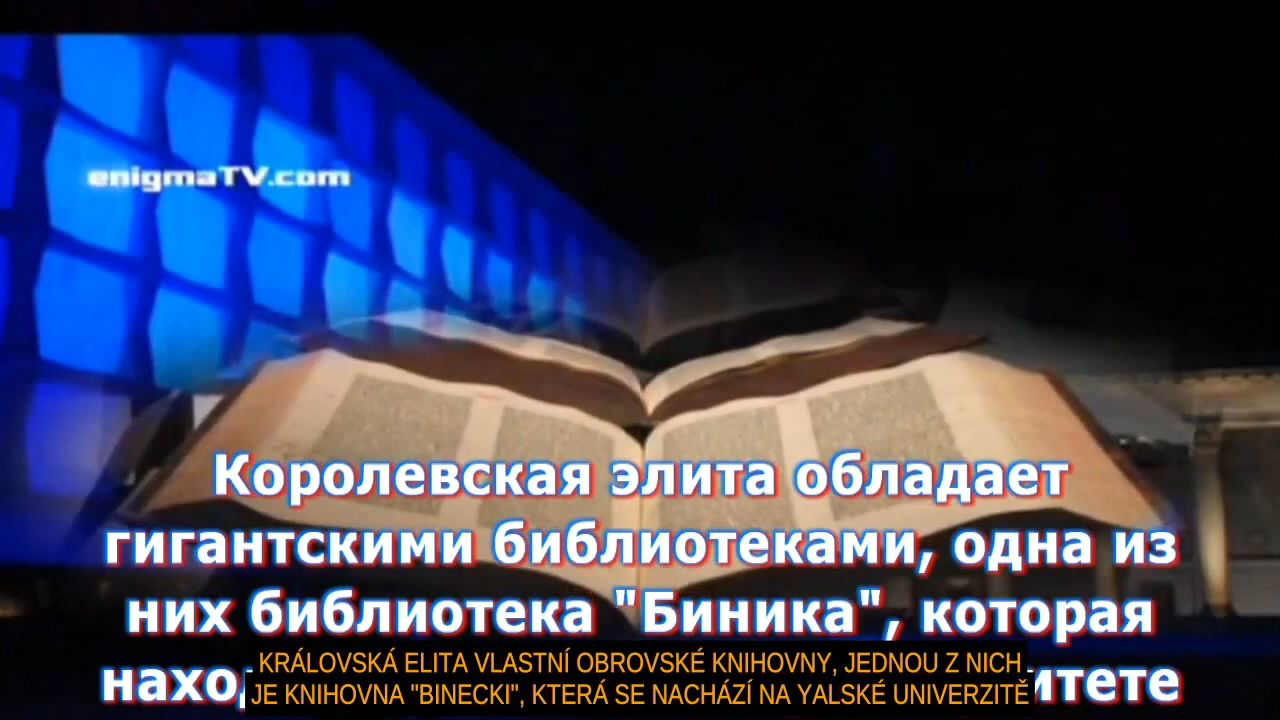 enigmaTV.com
Королевская элита обладает
гигантскими библиотеками, одна из
них библиотека "Биника", которая
KRÁLOVSKÁ ELITA VLASTNÍ OBROVSKÉ KNIHOVNY, JEDNOU Z NICH
JE KNIHOVNA "BINECKI", KTERÁ SE NACHÁZÍ NA YALSKÉ UNIVERZITĚ